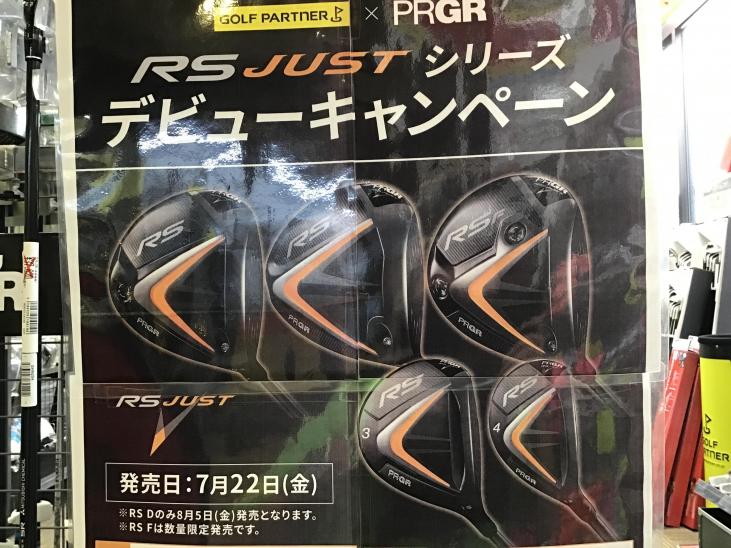 GOLF PARTNER × PRGR
RS JUST シリーズ
デビューキャンペーン
RS
PRGR
RS
PRGR
RS F
PRGR
RS JUST
RS
3
PRGR
RS
4
PRGR
発売日:7月22日(金)
※RS Dのみ8月5日(金)発売となります。
※RS Fは数量限定発売です。
GOLF
PARTNER